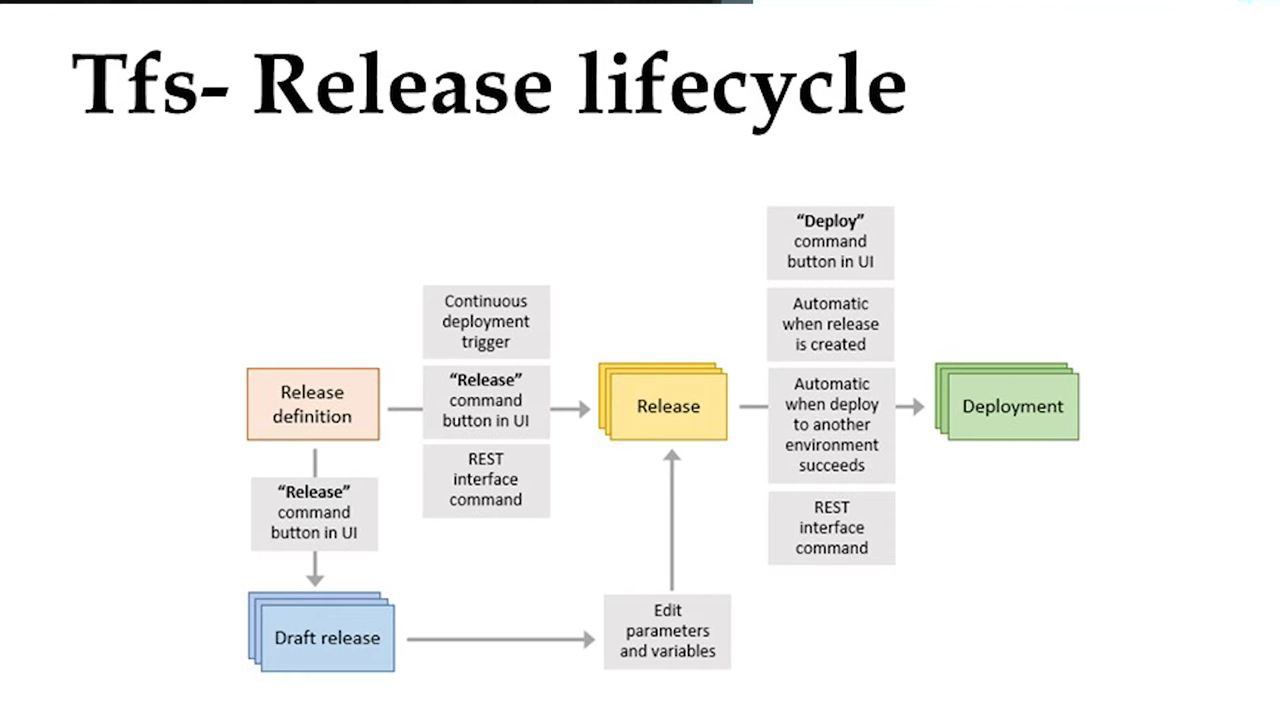 Tfs- Release lifecycle
“Deploy”
command
button in UI
Continuous
deployment
trigger
Automatic
when release
is created
Release
definition
“Release”
command
button in UI
Release
Automatic
when deploy
to another
environment
succeeds
Deployment
REST
interface
command
“Release”
command
button in UI
REST
interface
command
Draft release
Edit
parameters
and variables